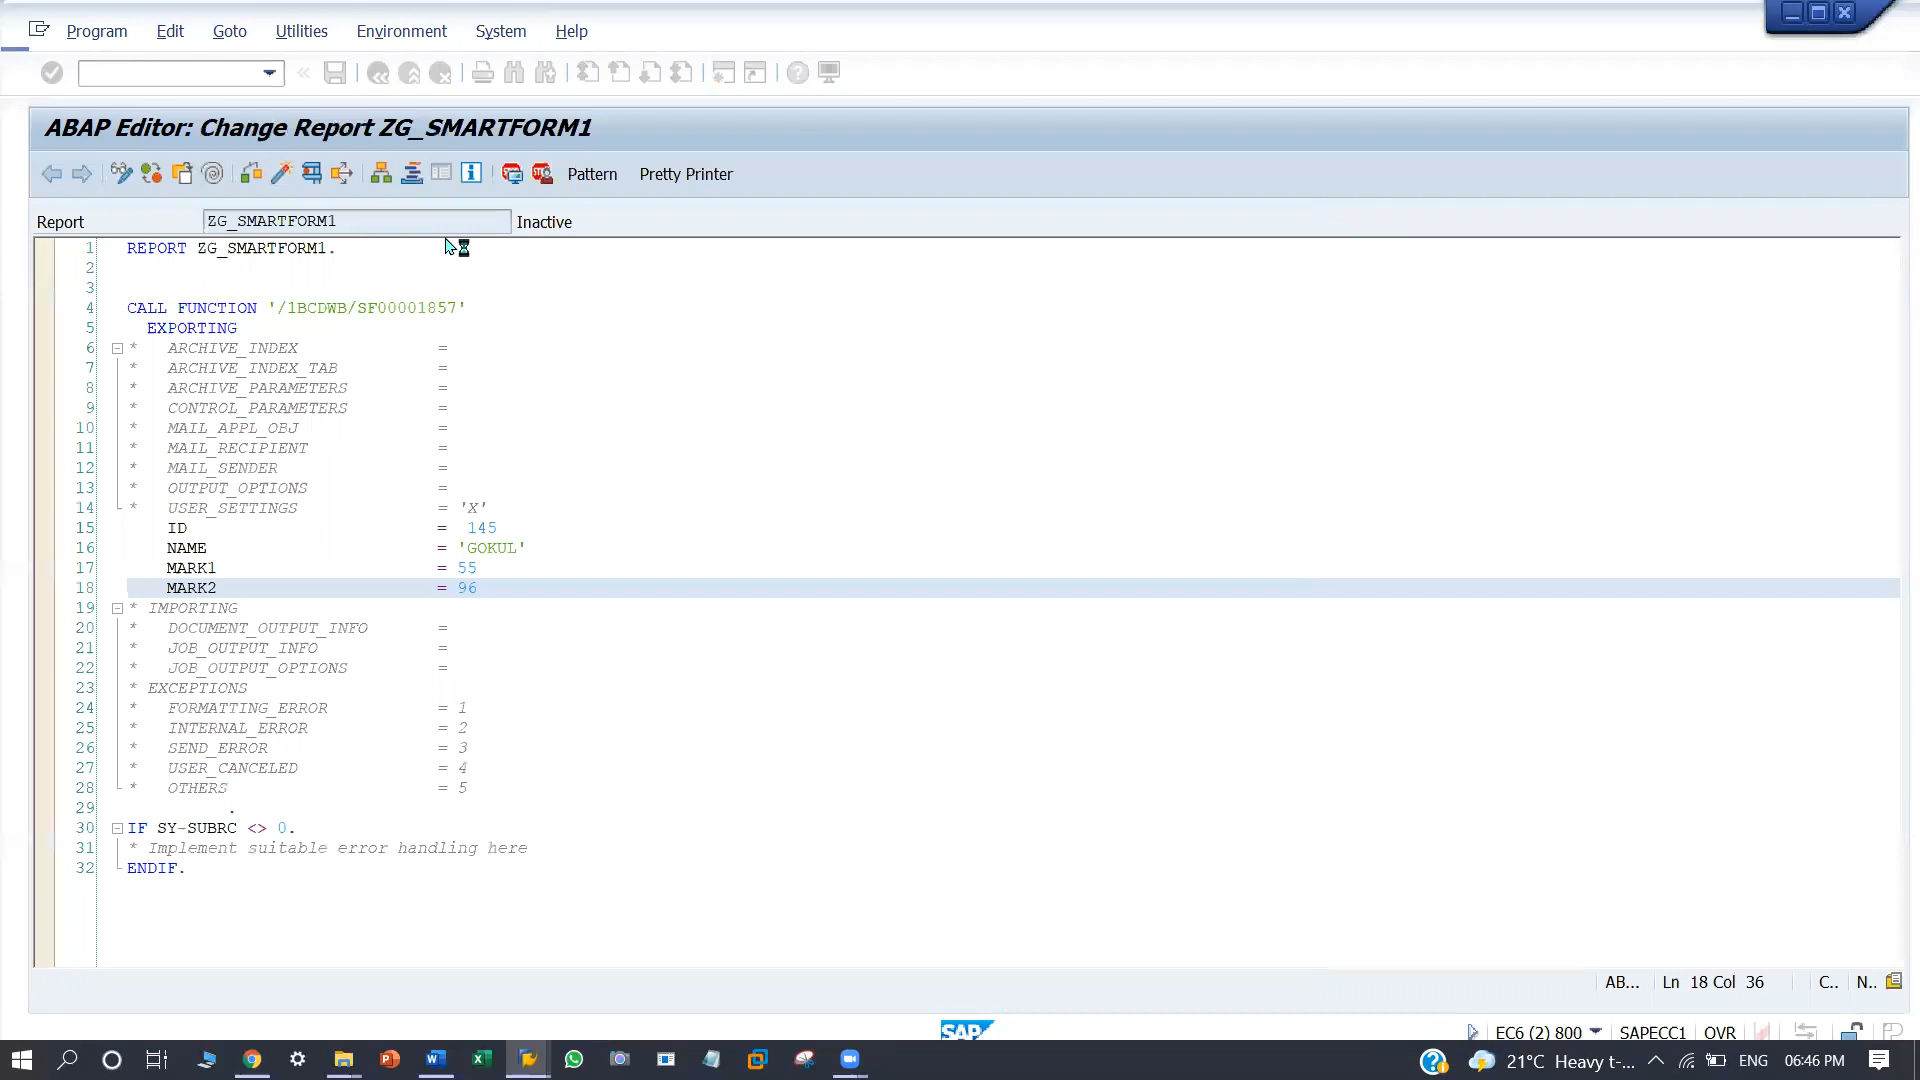 Program Edit Goto Utilities Environment System Help
ABAP Editor: Change Report ZG_SMARTFORM1
Pattern Pretty Printer
Report ZG_SMARTFORM1 Inactive
1 REPORT ZG_SMARTFORM1.
2
3
4 CALL FUNCTION '/1BCDWB/SF00001857'
5 EXPORTING
6 * ARCHIVE_INDEX =
7 * ARCHIVE_INDEX_TAB =
8 * ARCHIVE_PARAMETERS =
9 * CONTROL_PARAMETERS =
10 * MAIL_APPL_OBJ =
11 * MAIL_RECIPIENT =
12 * MAIL_SENDER =
13 * OUTPUT_OPTIONS =
14 * USER_SETTINGS = 'X'
15 ID = 145
16 NAME = 'GOKUL'
17 MARK1 = 55
18 MARK2 = 96
19 * IMPORTING
20 * DOCUMENT_OUTPUT_INFO =
21 * JOB_OUTPUT_INFO =
22 * JOB_OUTPUT_OPTIONS =
23 * EXCEPTIONS
24 * FORMATTING_ERROR = 1
25 * INTERNAL_ERROR = 2
26 * SEND_ERROR = 3
27 * USER_CANCELED = 4
28 * OTHERS = 5
29 .
30 IF SY-SUBRC <> 0.
31 * Implement suitable error handling here
32 ENDIF.
AB... Ln 18 Col 36 C.. N..
SAP EC6 (2) 800 SAPECC1 OVR
21°C Heavy t-... ENG 06:46 PM